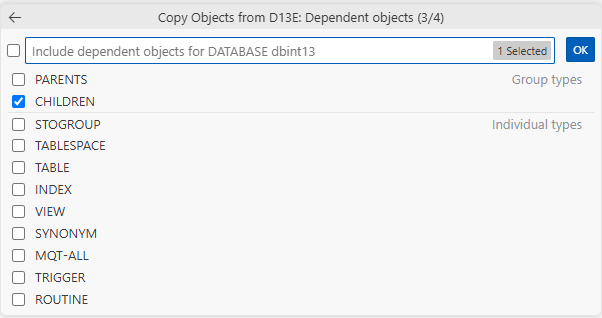 Copy Objects from D13E: Dependent objects (3/4)
Include dependent objects for DATABASE dbint13 1 Selected OK
PARENTS Group types
CHILDREN
STOGROUP Individual types
TABLESPACE
TABLE
INDEX
VIEW
SYNONYM
MQT-ALL
TRIGGER
ROUTINE